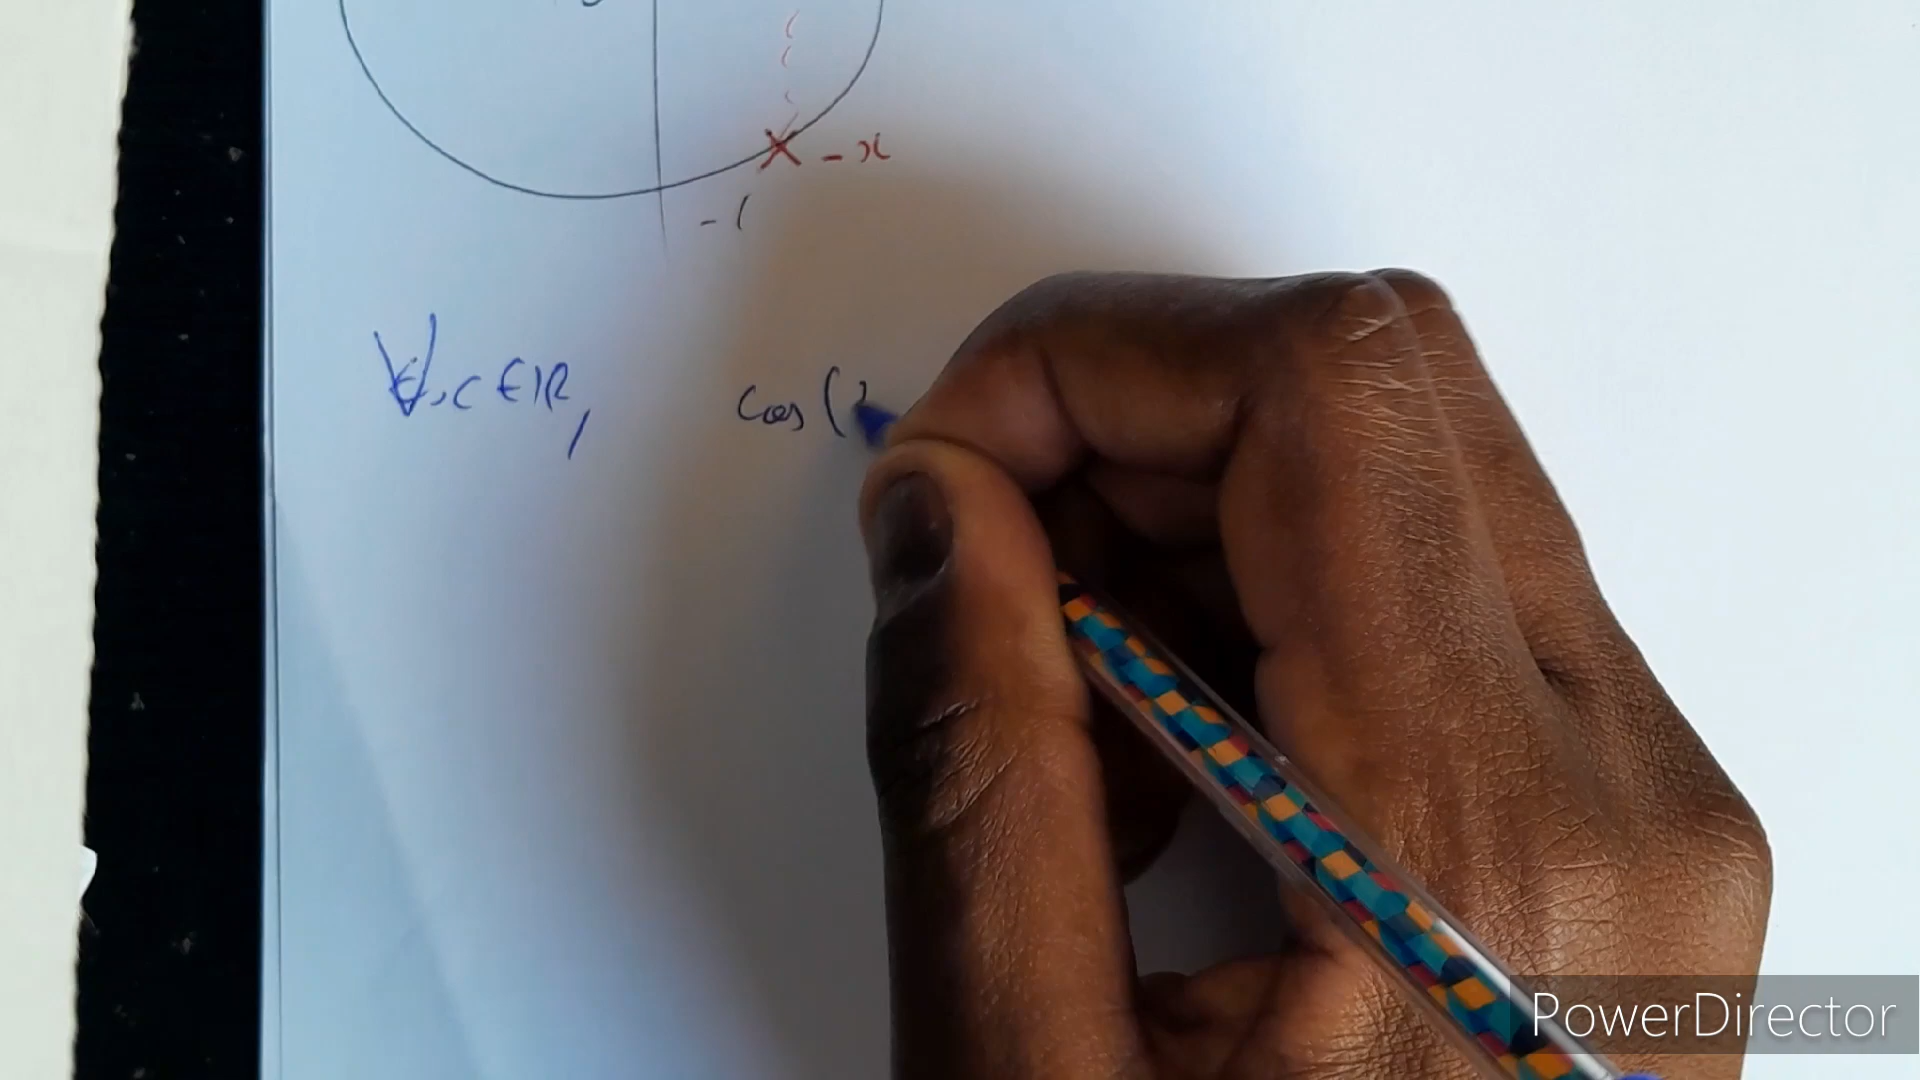 -x
-1
∀x∈ℝ, cos(
PowerDirector